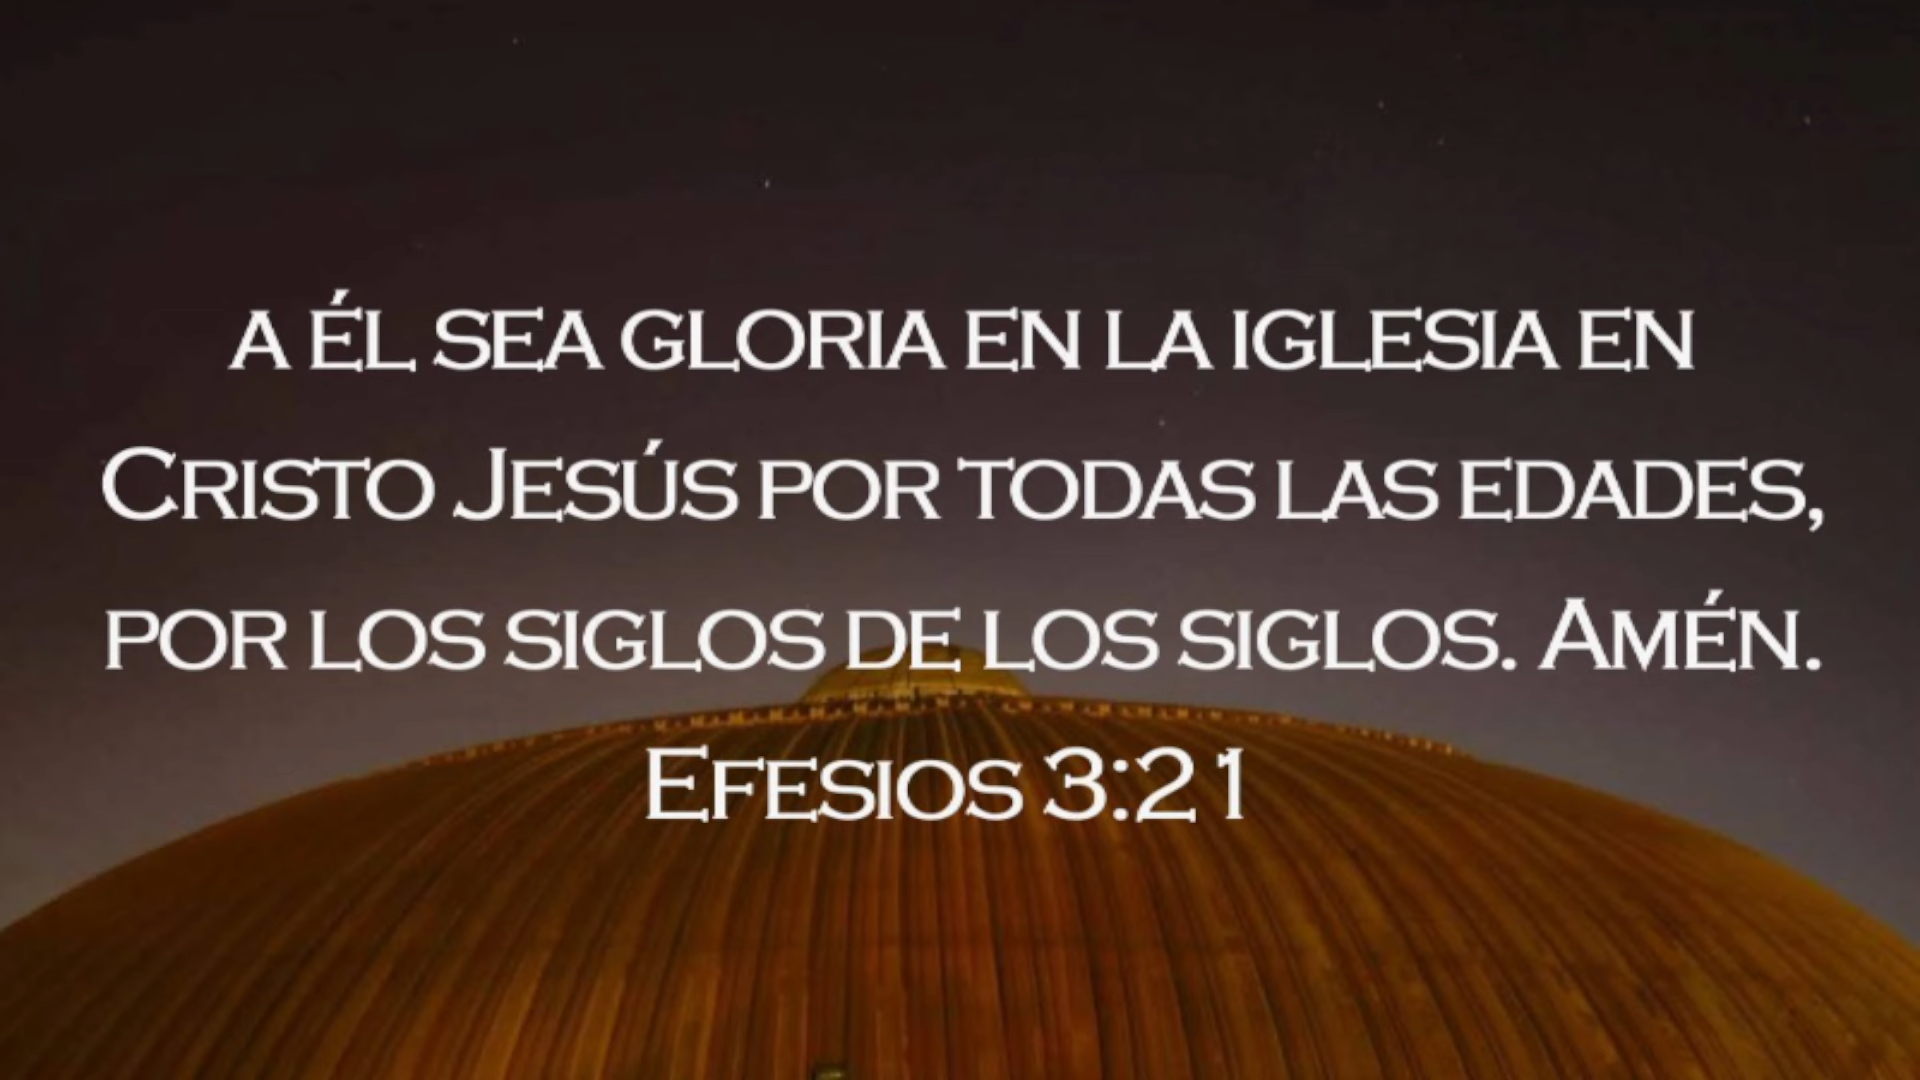 A ÉL SEA GLORIA EN LA IGLESIA EN
CRISTO JESÚS POR TODAS LAS EDADES,
POR LOS SIGLOS DE LOS SIGLOS. AMÉN.
EFESIOS 3:21